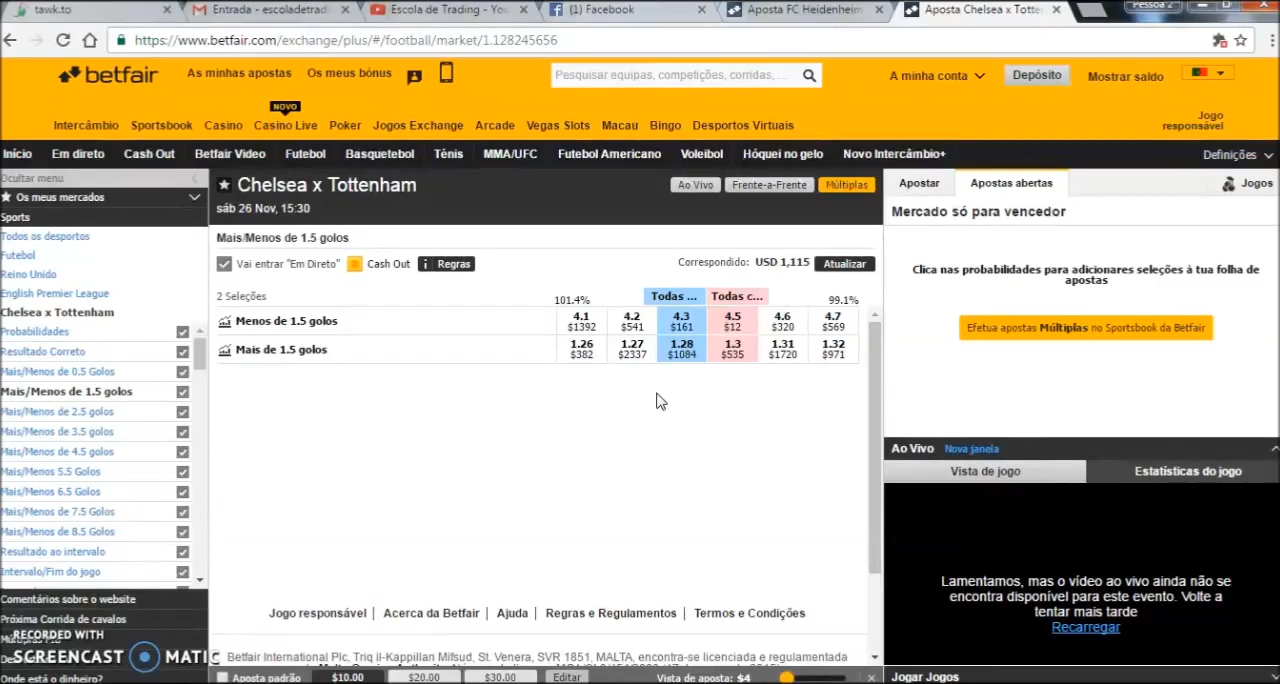 tawk.to
Entrada - escoladetradi
Escola de Trading - You
(1) Facebook
Aposta FC Heidenheim
Aposta Chelsea x Totte
Pessoa 2
https://www.betfair.com/exchange/plus/#/football/market/1.128245656
betfair
As minhas apostas
Os meus bónus
Pesquisar equipas, competições, corridas, ...
A minha conta
Depósito
Mostrar saldo
NOVO
Intercâmbio
Sportsbook
Casino
Casino Live
Poker
Jogos Exchange
Arcade
Vegas Slots
Macau
Bingo
Desportos Virtuais
Jogo
responsável
Início
Em direto
Cash Out
Betfair Video
Futebol
Basquetebol
Ténis
MMA/UFC
Futebol Americano
Voleibol
Hóquei no gelo
Novo Intercâmbio+
Definições
Ocultar menu
Os meus mercados
Sports
Todos os desportos
Futebol
Reino Unido
English Premier League
Chelsea x Tottenham
Probabilidades
Resultado Correto
Mais/Menos de 0.5 Golos
Mais/Menos de 1.5 golos
Mais/Menos de 2.5 golos
Mais/Menos de 3.5 golos
Mais/Menos de 4.5 golos
Mais/Menos 5.5 Golos
Mais/Menos 6.5 Golos
Mais/Menos de 7.5 golos
Mais/Menos de 8.5 golos
Resultado ao intervalo
Intervalo/Fim do jogo
Comentários sobre o website
Próxima Corrida de cavalos
Onde está o dinheiro?
RECORDED WITH
SCREENCAST MATIC
Chelsea x Tottenham
sáb 26 Nov, 15:30
Ao Vivo
Frente-a-Frente
Múltiplas
Mais/Menos de 1.5 golos
Vai entrar "Em Direto"
Cash Out
i Regras
Correspondido: USD 1,115
Atualizar
2 Seleções
101.4%
Todas ...
Todas c...
99.1%
Menos de 1.5 golos
4.1 4.2 4.3 4.5 4.6 4.7
$1392 $541 $161 $12 $320 $569
Mais de 1.5 golos
1.26 1.27 1.28 1.3 1.31 1.32
$382 $2337 $1084 $535 $1720 $971
Jogo responsável | Acerca da Betfair | Ajuda | Regras e Regulamentos | Termos e Condições
Betfair International Plc, Triq il-Kappillan Mifsud, St. Venera, SVR 1851, MALTA, encontra-se licenciada e regulamentada
Aposta padrão
$10.00
$20.00
$30.00
Editar
Vista de aposta: $4
Apostar
Apostas abertas
Jogos
Mercado só para vencedor
Clica nas probabilidades para adicionares seleções à tua folha de
apostas
Efetua apostas Múltiplas no Sportsbook da Betfair
Ao Vivo
Nova janela
Vista de jogo
Estatísticas do jogo
Lamentamos, mas o vídeo ao vivo ainda não se
encontra disponível para este evento. Volte a
tentar mais tarde
Recarregar
Jogar Jogos